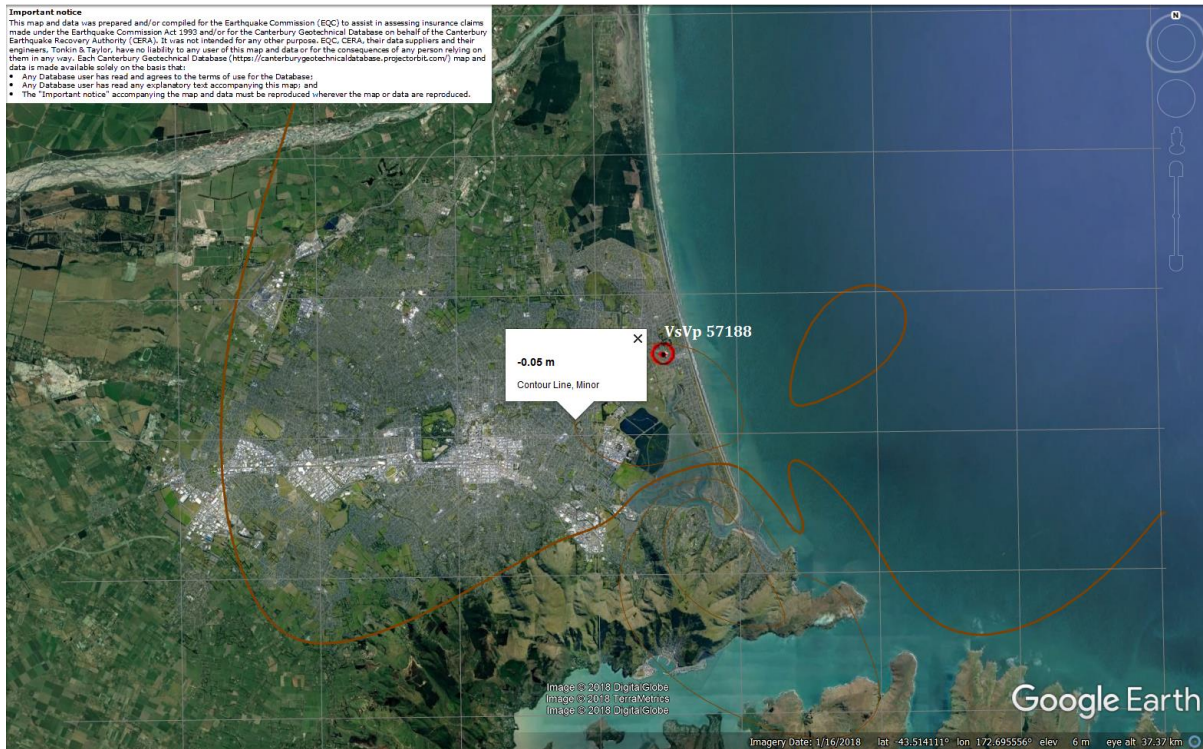 Important notice
This map and data was prepared and/or compiled for the Earthquake Commission (EQC) to assist in assessing insurance claims
made under the Earthquake Commission Act 1993 and/or for the Canterbury Geotechnical Database on behalf of the Canterbury
Earthquake Recovery Authority (CERA). It was not intended for any other purpose. EQC, CERA, their data suppliers and their
engineers, Tonkin & Taylor, have no liability to any user of this map and data or for the consequences of any person relying on
them in any way. Each Canterbury Geotechnical Database (https://canterburygeotechnicaldatabase.projectorbit.com/) map and
data is made available solely on the basis that:
• Any Database user has read and agrees to the terms of use for the Database;
• Any Database user has read any explanatory text accompanying this map; and
• The "Important notice" accompanying the map and data must be reproduced wherever the map or data are reproduced.
N
VsVp 57188
-0.05 m
Contour Line, Minor
Image © 2018 DigitalGlobe
Image © 2018 TerraMetrics
Image © 2018 DigitalGlobe
Google Earth
Imagery Date: 1/16/2018 lat -43.514111° lon 172.695556° elev 6 m eye alt 37.37 km